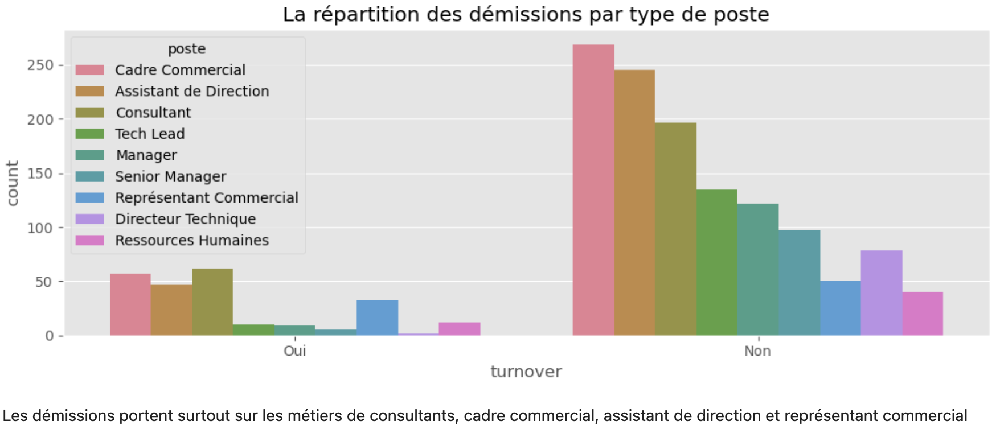 La répartition des démissions par type de poste
poste
Cadre Commercial
Assistant de Direction
Consultant
Tech Lead
Manager
Senior Manager
Représentant Commercial
Directeur Technique
Ressources Humaines
250
200
150
100
50
0
count
Oui
Non
turnover
Les démissions portent surtout sur les métiers de consultants, cadre commercial, assistant de direction et représentant commercial